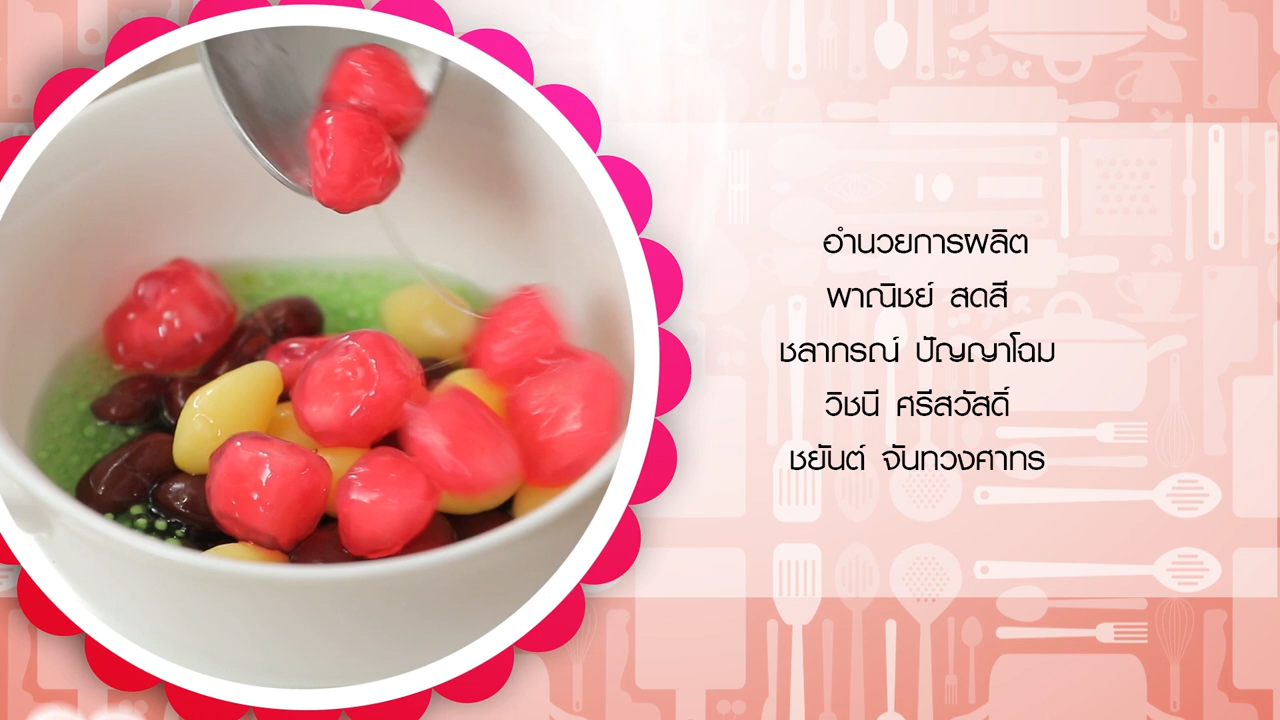 อำนวยการผลิต
พาณิชย์ สดสี
ชลากรณ์ ปัญญาโฉม
วิชนี ศรีสวัสดิ์
ชยันต์ จันทวงศาทร